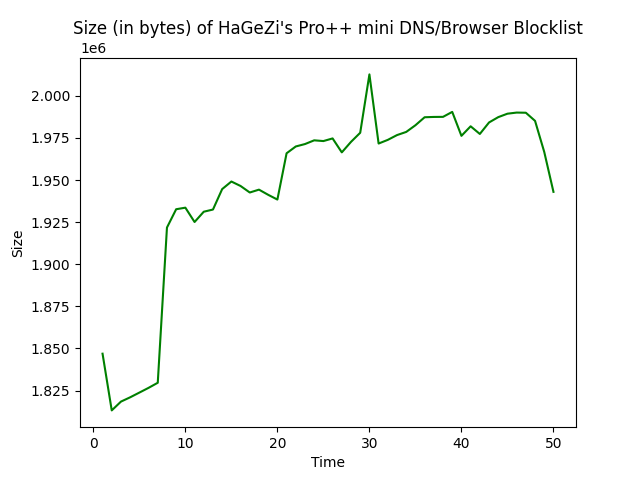 Size (in bytes) of HaGeZi's Pro++ mini DNS/Browser Blocklist
1e6
2.000
1.975
1.950
1.925
1.900
1.875
1.850
1.825
Size
0 10 20 30 40 50
Time